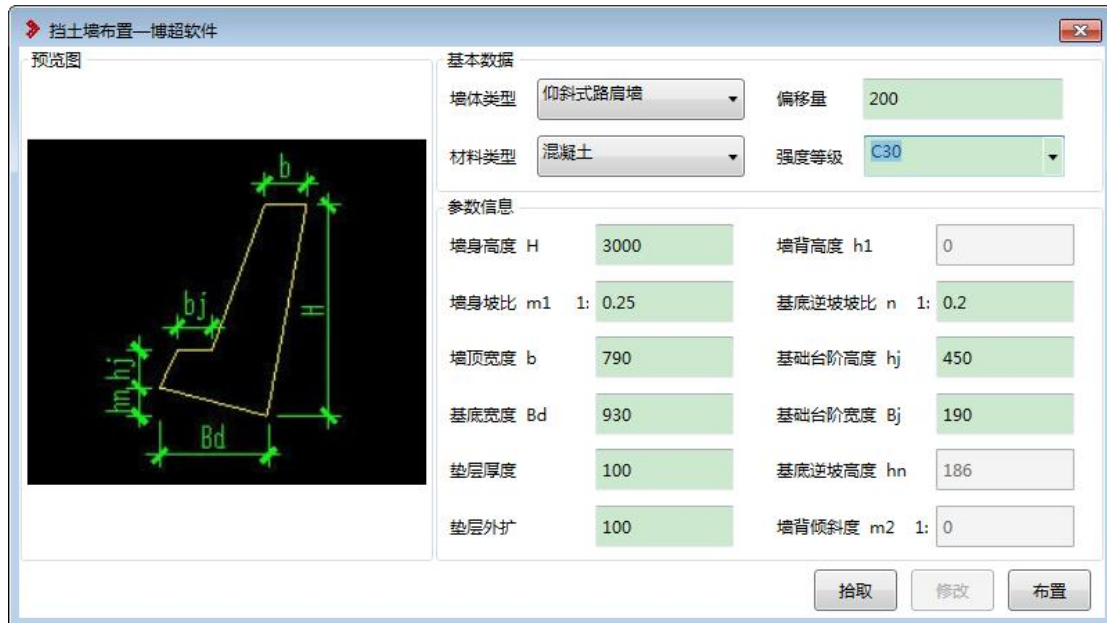 挡土墙布置—博超软件
预览图
b
bj
H
hj
hn
Bd
基本数据
墙体类型 仰斜式路肩墙 偏移量 200
材料类型 混凝土 强度等级 C30
参数信息
墙身高度 H 3000 墙背高度 h1 0
墙身坡比 m1 1: 0.25 基底逆坡坡比 n 1: 0.2
墙顶宽度 b 790 基础台阶高度 hj 450
基底宽度 Bd 930 基础台阶宽度 Bj 190
垫层厚度 100 基底逆坡高度 hn 186
垫层外扩 100 墙背倾斜度 m2 1: 0
拾取 修改 布置